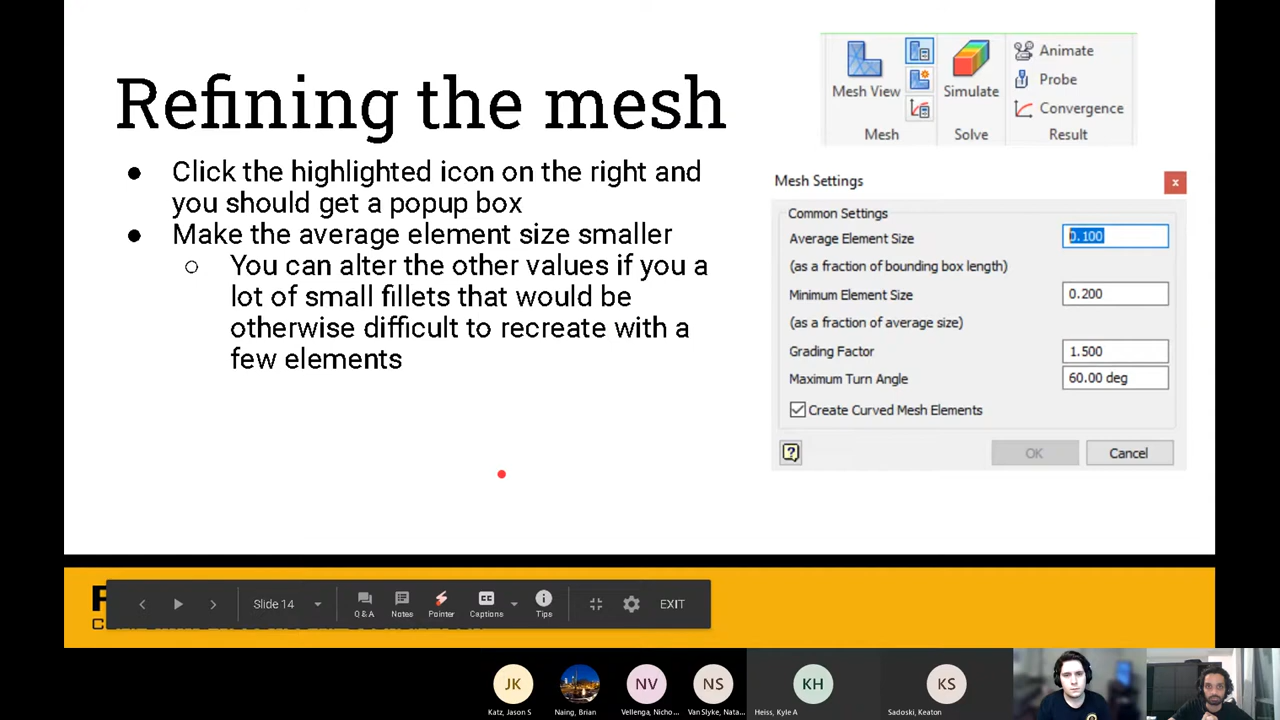 Refining the mesh
● Click the highlighted icon on the right and
you should get a popup box
● Make the average element size smaller
○ You can alter the other values if you a
lot of small fillets that would be
otherwise difficult to recreate with a
few elements
Mesh View
Mesh
Simulate
Solve
Animate
Probe
Convergence
Result
Mesh Settings
Common Settings
Average Element Size
0.100
(as a fraction of bounding box length)
Minimum Element Size
0.200
(as a fraction of average size)
Grading Factor
1.500
Maximum Turn Angle
60.00 deg
Create Curved Mesh Elements
OK
Cancel
Slide 14
Q & A
Notes
Pointer
Captions
Tips
EXIT
JK
NV
NS
KH
KS
Katz, Jason S
Naing, Brian
Vellenga, Nicho...
Van Slyke, Nata...
Heiss, Kyle A
Sadoski, Keaton